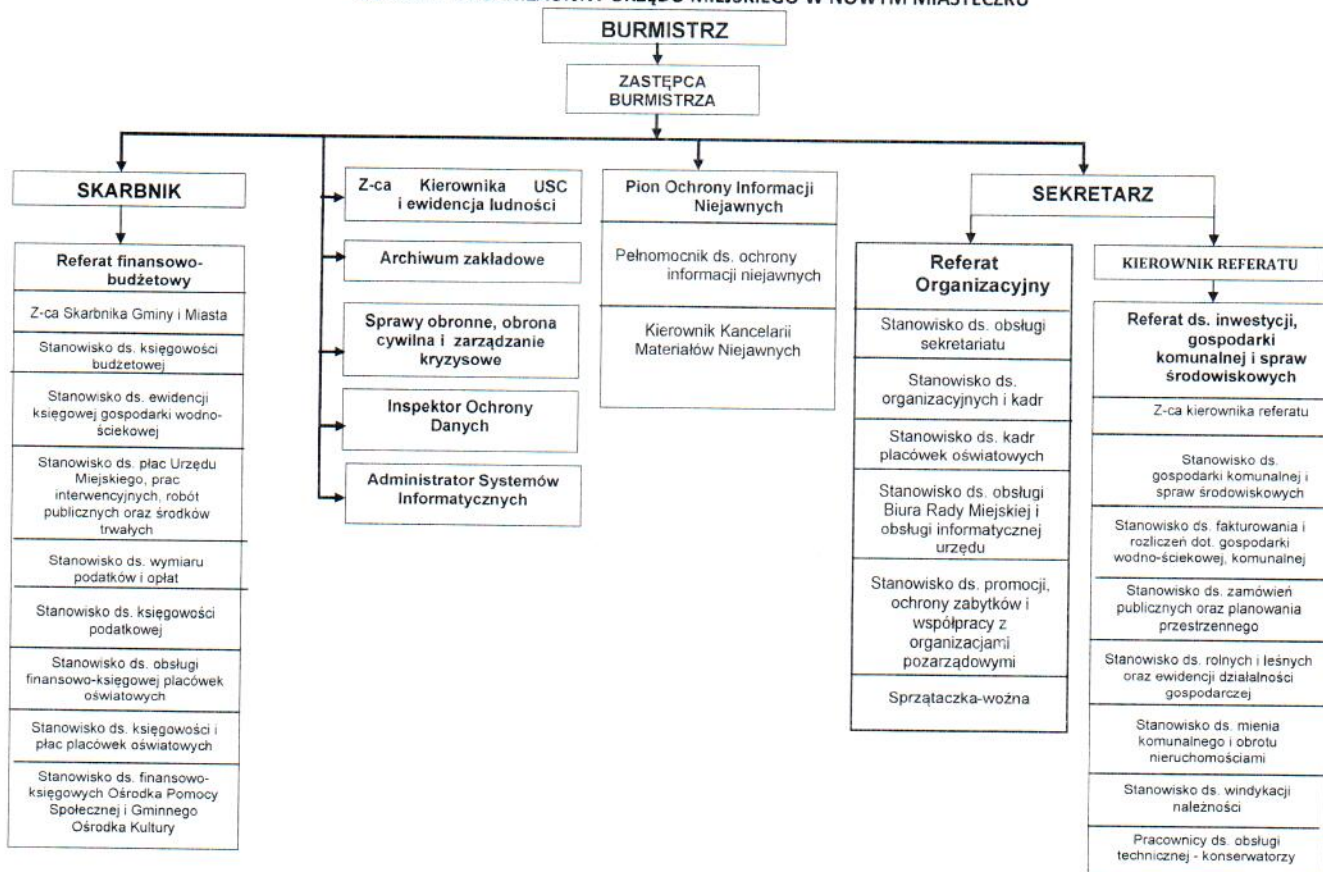 URZĘDU MIEJSKIEGO W NOWYM MIASTECZKU
BURMISTRZ
ZASTĘPCA
BURMISTRZA
SKARBNIK
Referat finansowo-
budżetowy
Z-ca Skarbnika Gminy i Miasta
Stanowisko ds. księgowości
budżetowej
Stanowisko ds. ewidencji
księgowej gospodarki wodno-
ściekowej
Stanowisko ds. płac Urzędu
Miejskiego, prac
interwencyjnych, robót
publicznych oraz środków
trwałych
Stanowisko ds. wymiaru
podatków i opłat
Stanowisko ds. księgowości
podatkowej
Stanowisko ds. obsługi
finansowo-księgowej placówek
oświatowych
Stanowisko ds. księgowości i
płac placówek oświatowych
Stanowisko ds. finansowo-
księgowych Ośrodka Pomocy
Społecznej i Gminnego
Ośrodka Kultury
Z-ca Kierownika USC
i ewidencja ludności
Archiwum zakładowe
Sprawy obronne, obrona
cywilna i zarządzanie
kryzysowe
Inspektor Ochrony
Danych
Administrator Systemów
Informatycznych
Pion Ochrony Informacji
Niejawnych
Pełnomocnik ds. ochrony
informacji niejawnych
Kierownik Kancelarii
Materiałów Niejawnych
SEKRETARZ
Referat
Organizacyjny
Stanowisko ds. obsługi
sekretariatu
Stanowisko ds.
organizacyjnych i kadr
Stanowisko ds. kadr
placówek oświatowych
Stanowisko ds. obsługi
Biura Rady Miejskiej i
obsługi informatycznej
urzędu
Stanowisko ds. promocji,
ochrony zabytków i
współpracy z
organizacjami
pozarządowymi
Sprzątaczka-woźna
KIEROWNIK REFERATU
Referat ds. inwestycji,
gospodarki
komunalnej i spraw
środowiskowych
Z-ca kierownika referatu
Stanowisko ds.
gospodarki komunalnej i
spraw środowiskowych
Stanowisko ds. fakturowania i
rozliczeń dot. gospodarki
wodno-ściekowej, komunalnej
Stanowisko ds. zamówień
publicznych oraz planowania
przestrzennego
Stanowisko ds. rolnych i leśnych
oraz ewidencji działalności
gospodarczej
Stanowisko ds. mienia
komunalnego i obrotu
nieruchomościami
Stanowisko ds. windykacji
należności
Pracownicy ds. obsługi
technicznej - konserwatorzy